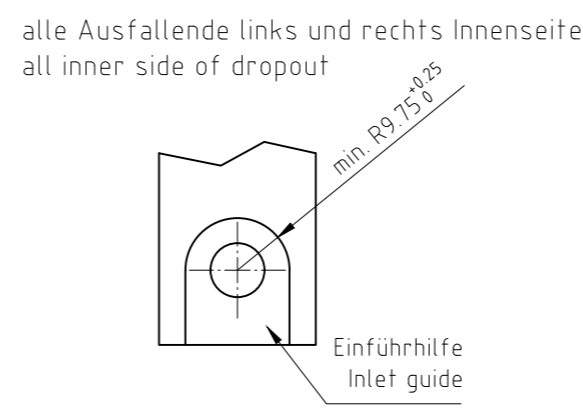 alle Ausfallende links und rechts Innenseite
all inner side of dropout
min. R9.75 +0.25 0
Einführhilfe
Inlet guide